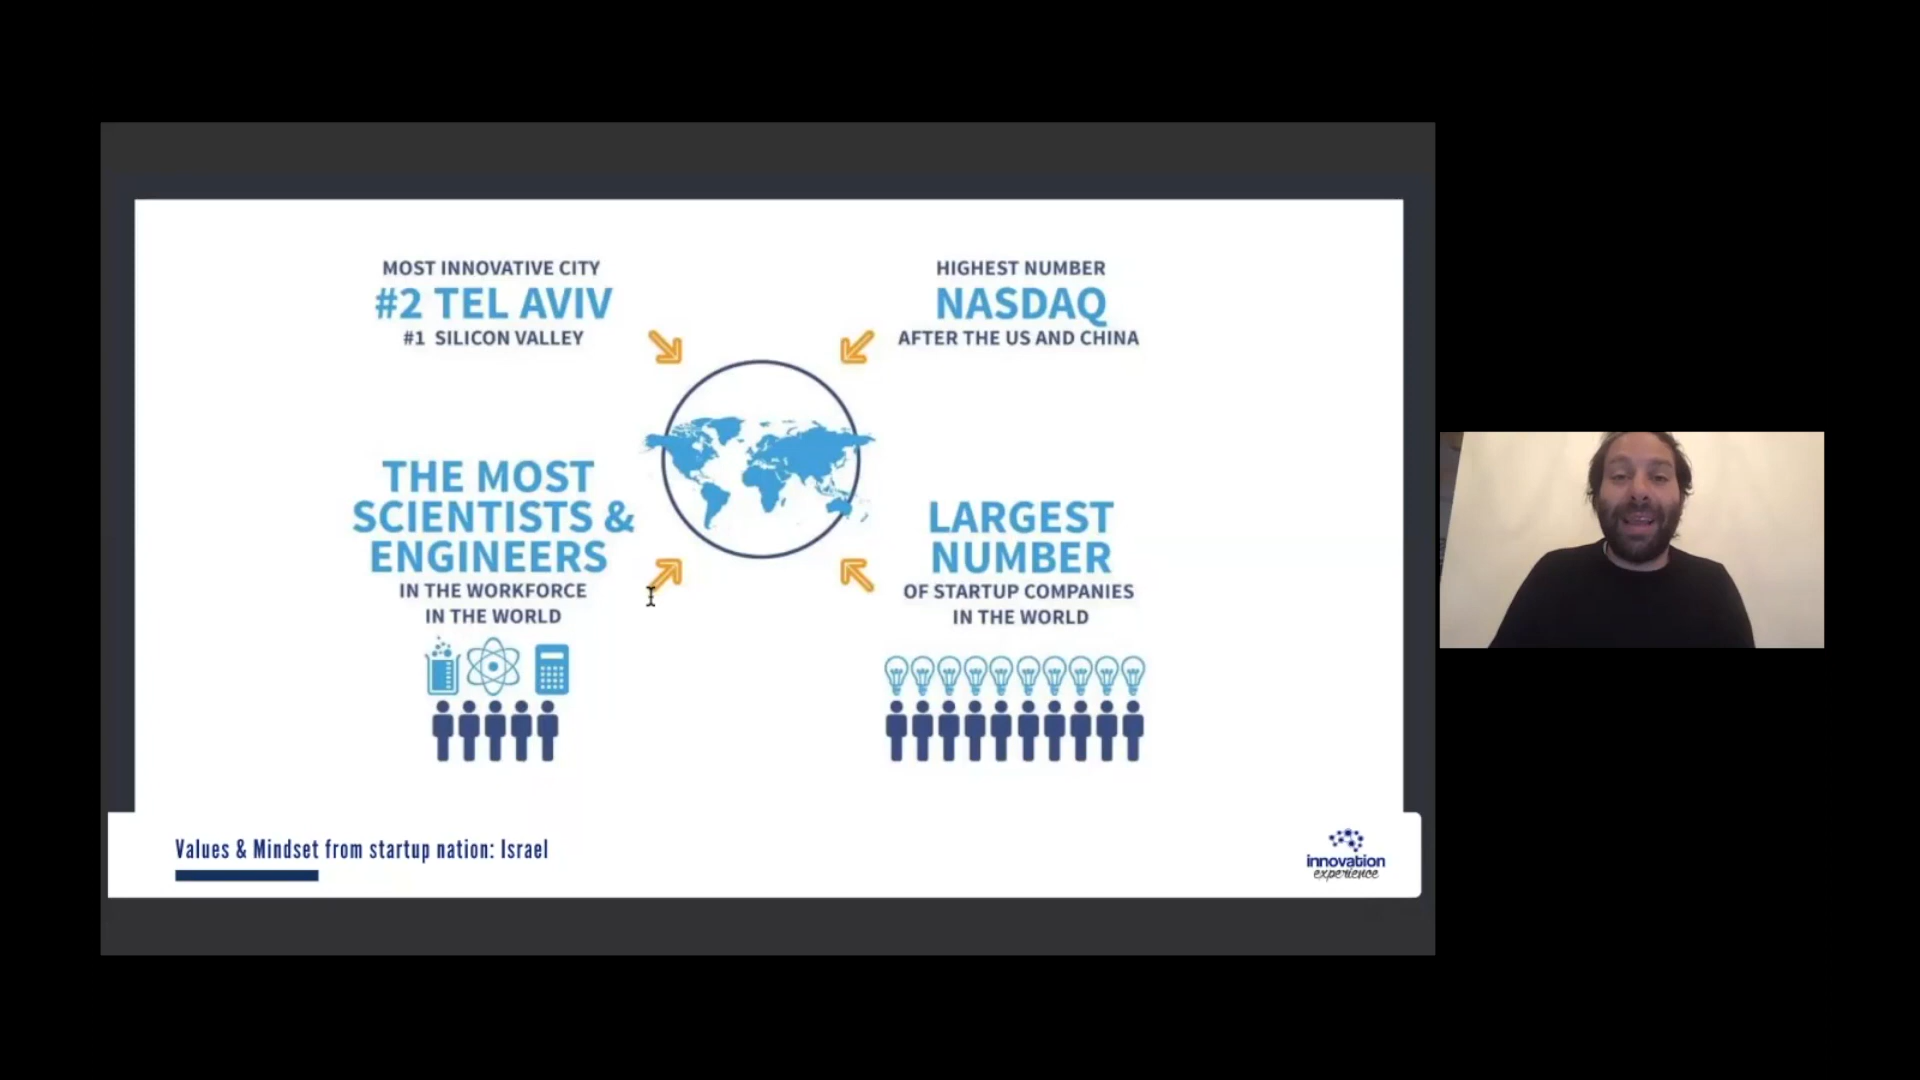 MOST INNOVATIVE CITY
#2 TEL AVIV
#1 SILICON VALLEY
HIGHEST NUMBER
NASDAQ
AFTER THE US AND CHINA
THE MOST
SCIENTISTS &
ENGINEERS
IN THE WORKFORCE
IN THE WORLD
LARGEST
NUMBER
OF STARTUP COMPANIES
IN THE WORLD
Values & Mindset from startup nation: Israel
innovation
experience